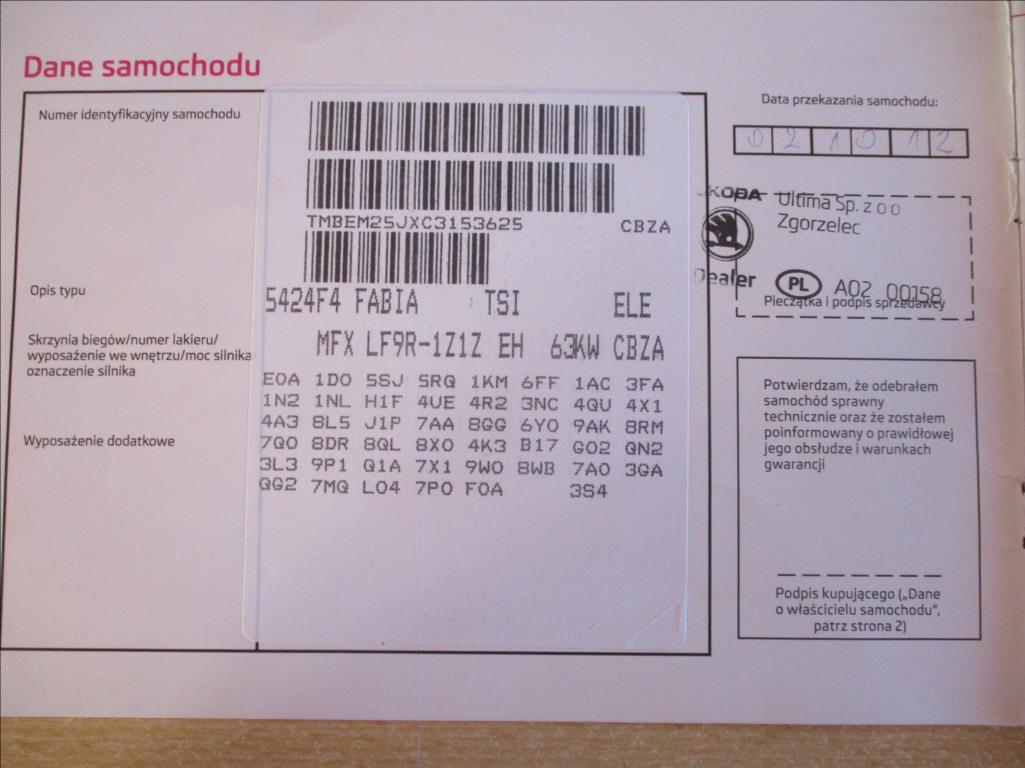 Dane samochodu
Numer identyfikacyjny samochodu
TMBEM25JXC3153625 CBZA
Opis typu
5424F4 FABIA TSI ELE
Skrzynia biegów/numer lakieru/
wyposażenie we wnętrzu/moc silnika
oznaczenie silnika
MFX LF9R-1Z1Z EH 63KW CBZA
Wyposażenie dodatkowe
E0A 1D0 5SJ 5RQ 1KM 6FF 1AC 3FA
1N2 1NL H1F 4UE 4R2 3NC 4QU 4X1
4A3 8L5 J1P 7AA 8GG 6Y0 9AK 8RM
7Q0 8DR 8QL 8X0 4K3 B17 G02 QN2
3L3 9P1 Q1A 7X1 9W0 8WB 7A0 3GA
QG2 7MQ L04 7P0 F0A 3S4
Data przekazania samochodu:
021012
ŠKODA
Dealer
Ultima Sp. z o o
Zgorzelec
PL A02 00158
Pieczątka i podpis sprzedawcy
Potwierdzam, że odebrałem
samochód sprawny
technicznie oraz że zostałem
poinformowany o prawidłowej
jego obsłudze i warunkach
gwarancji
Podpis kupującego („Dane
o właścicielu samochodu",
patrz strona 2)